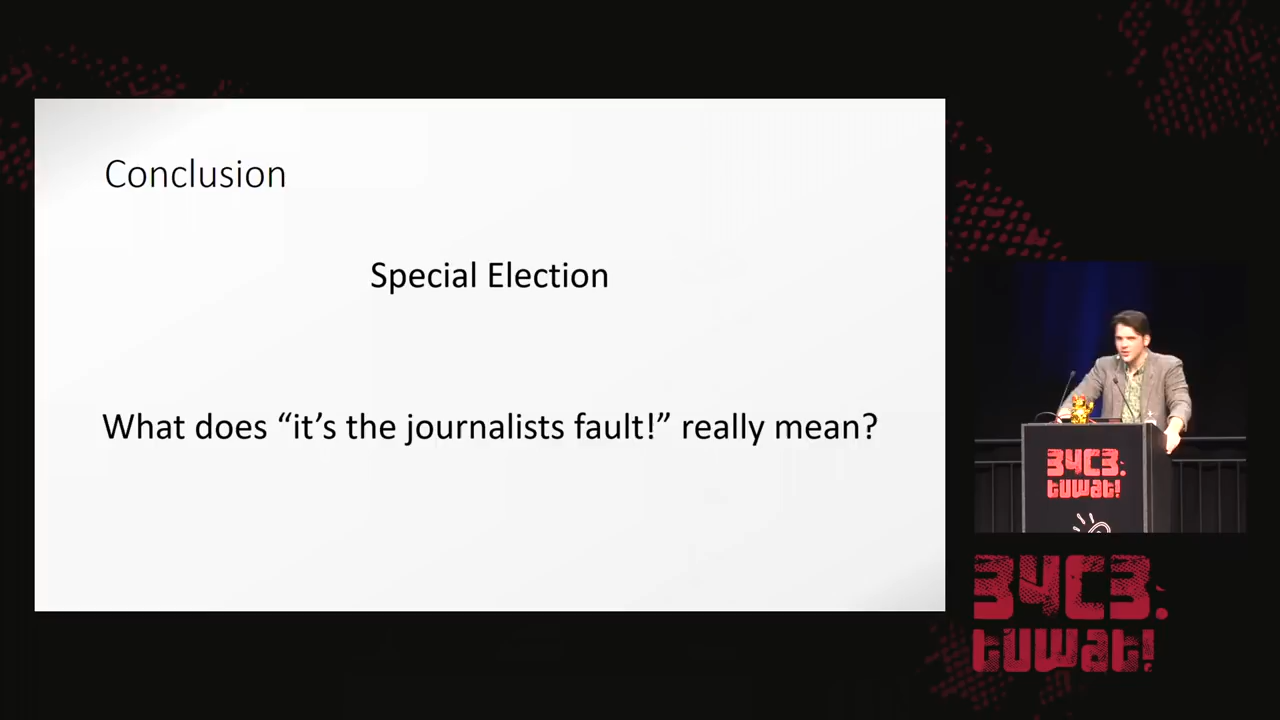 Conclusion
Special Election
What does “it’s the journalists fault!” really mean?
34C3.
tuwat!
34C3.
tuwat!